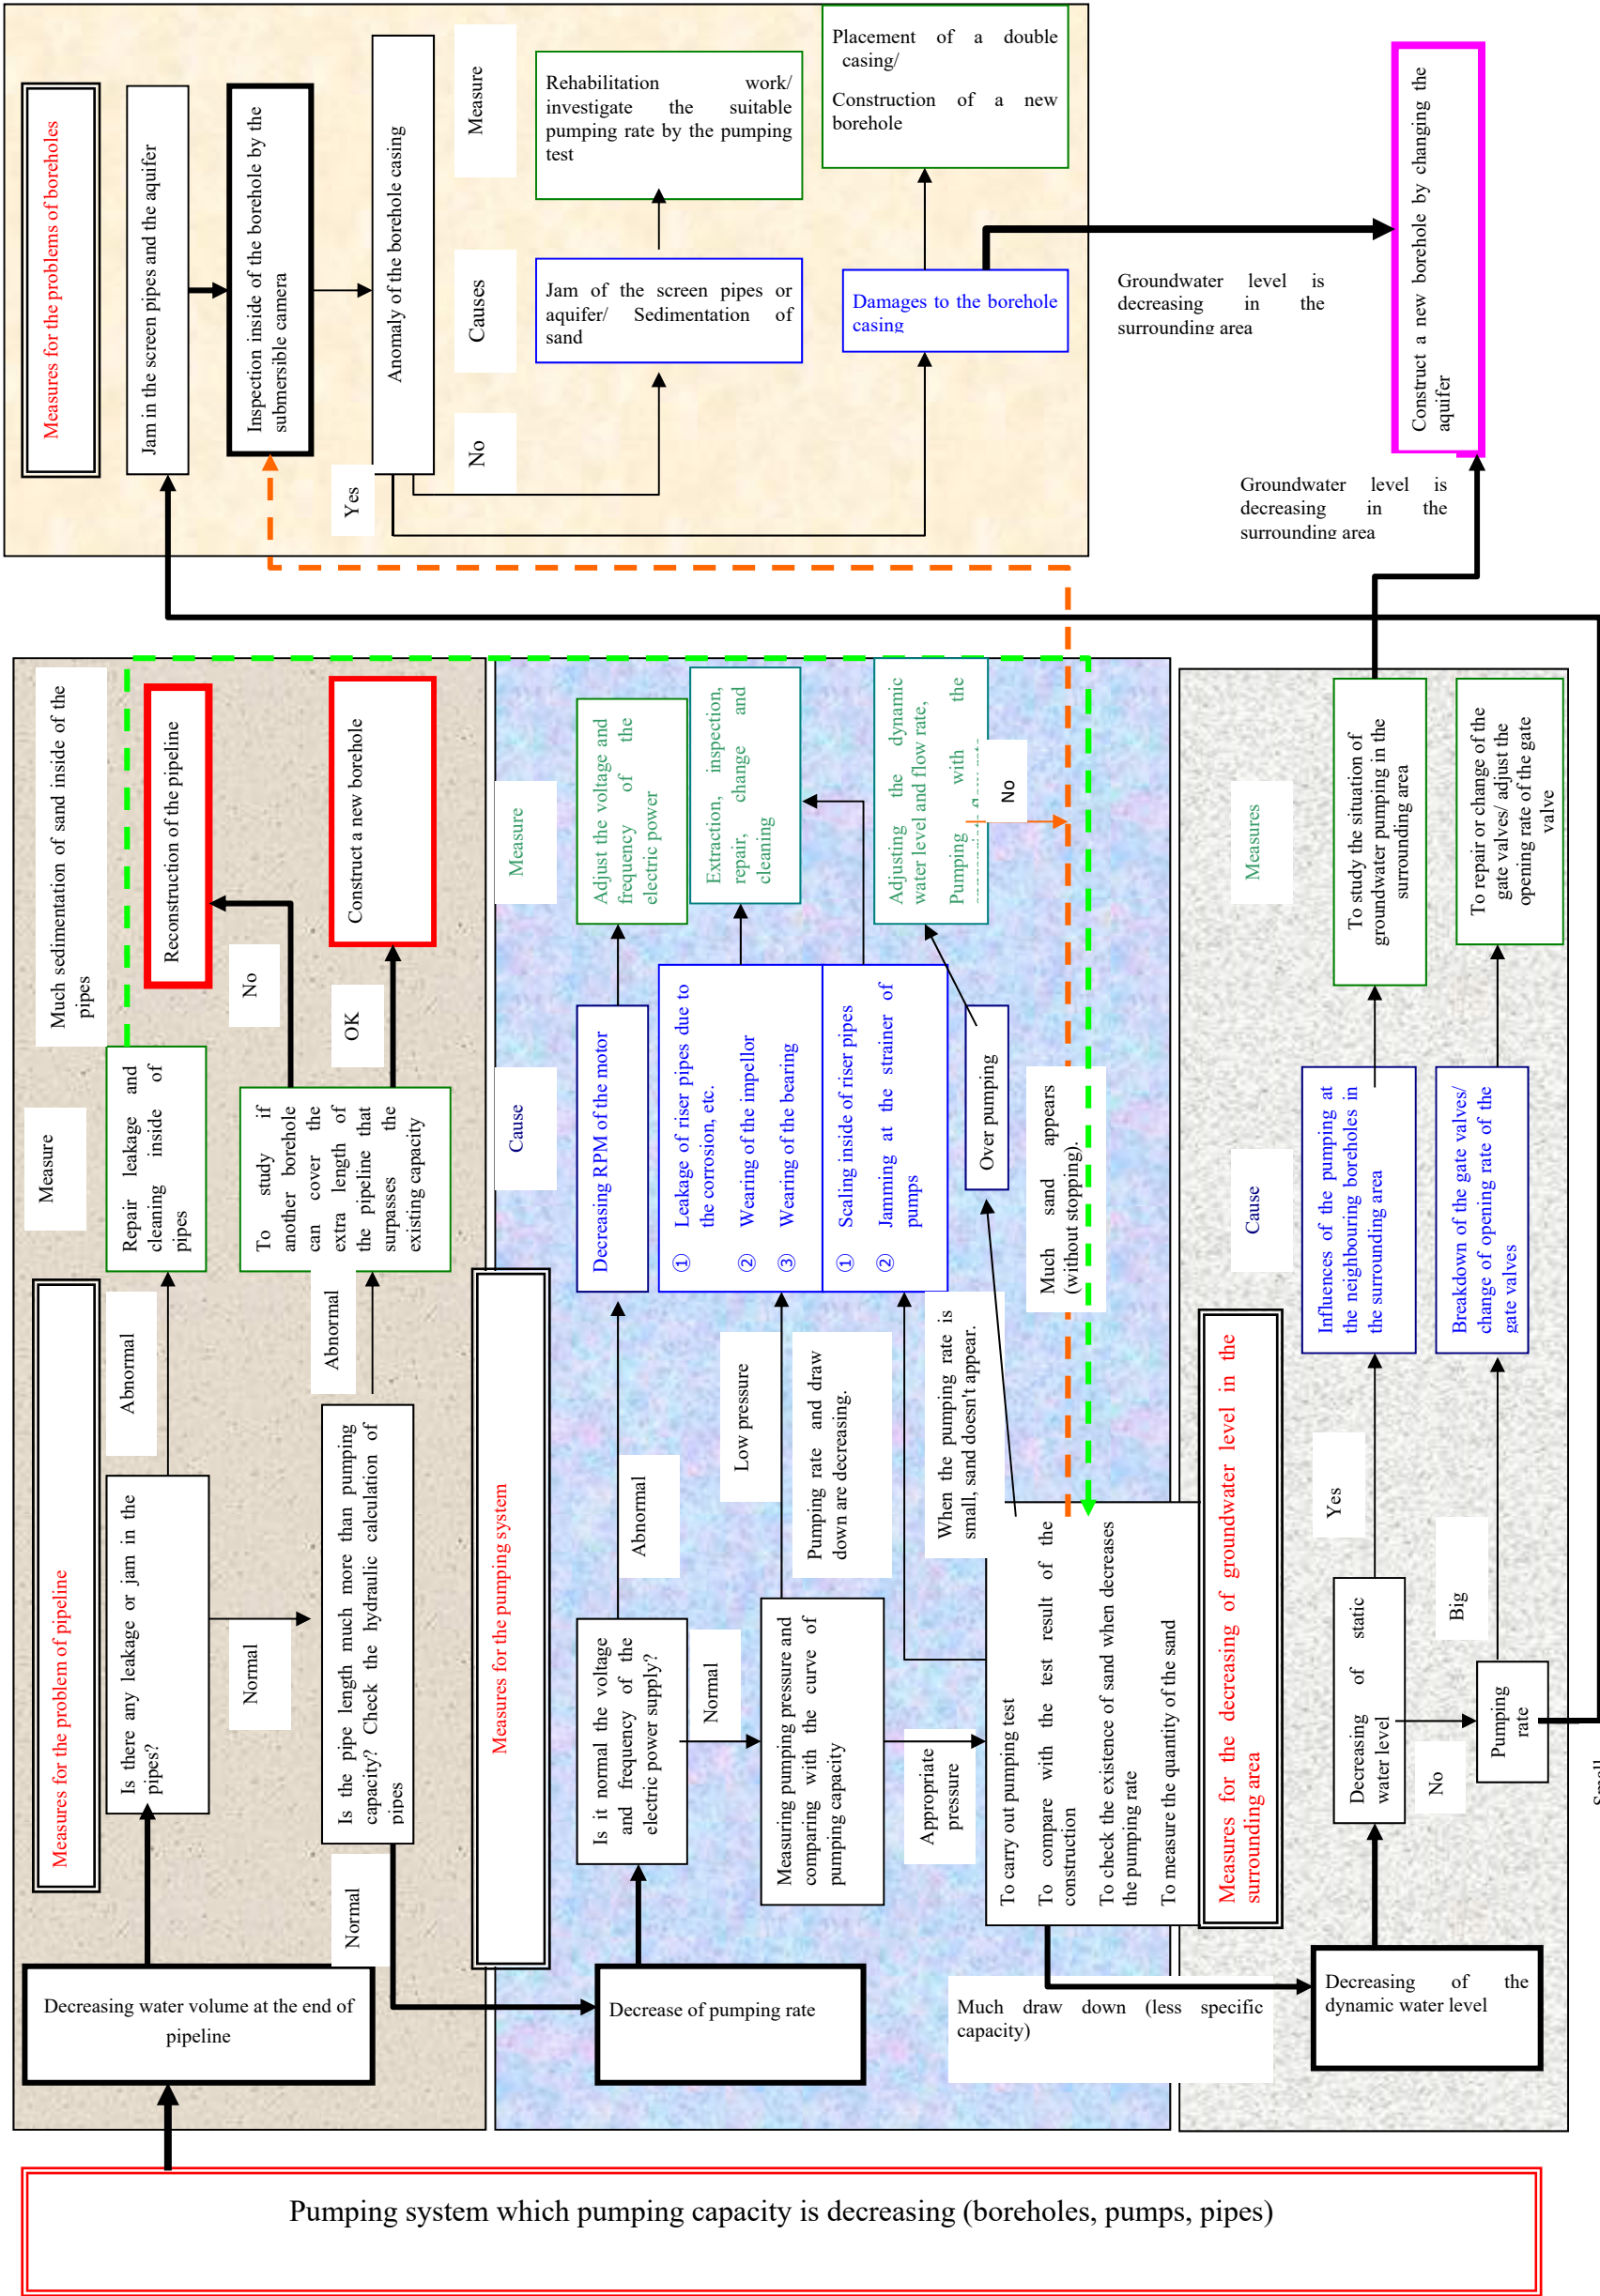 Pumping system which pumping capacity is decreasing (boreholes, pumps, pipes)
Measures for the problem of pipeline
Decreasing water volume at the end of
pipeline
Is there any leakage or jam in the
pipes?
Abnormal
Measure
Repair leakage and
cleaning inside of
pipes
Much sedimentation of sand inside of the
pipes
Normal
Is the pipe length much more than pumping
capacity? Check the hydraulic calculation of
pipes
Abnormal
To study if
another borehole
can cover the
extra length of
the pipeline that
surpasses the
existing capacity
No
Reconstruction of the pipeline
OK
Construct a new borehole
Normal
Measures for the pumping system
Cause
Measure
Decrease of pumping rate
Is it normal the voltage
and frequency of the
electric power supply?
Abnormal
Decreasing RPM of the motor
Adjust the voltage and
frequency of the
electric power
Normal
Measuring pumping pressure and
comparing with the curve of
pumping capacity
Low pressure
① Leakage of riser pipes due to
the corrosion, etc.
② Wearing of the impellor
③ Wearing of the bearing
Extraction, inspection,
repair, change and
cleaning
Pumping rate and draw
down are decreasing.
① Scaling inside of riser pipes
② Jamming at the strainer of
pumps
Appropriate
pressure
When the pumping rate is
small, sand doesn't appear.
Over pumping
Adjusting the dynamic
water level and flow rate,
Pumping with the
No
To carry out pumping test
To compare with the test result of the
construction
To check the existence of sand when decreases
the pumping rate
To measure the quantity of the sand
Much sand appears
(without stopping).
Much draw down (less specific
capacity)
Measures for the decreasing of groundwater level in the
surrounding area
Cause
Measures
Decreasing of the
dynamic water level
Decreasing of static
water level
Yes
Influences of the pumping at
the neighbouring boreholes in
the surrounding area
To study the situation of
groundwater pumping in the
surrounding area
No
Pumping
rate
Big
Breakdown of the gate valves/
change of opening rate of the
gate valves
To repair or change of the
gate valves/ adjust the
opening rate of the gate
valve
Small
Measures for the problems of boreholes
Jam in the screen pipes and the aquifer
Inspection inside of the borehole by the
submersible camera
Yes
Anomaly of the borehole casing
No
Causes
Measure
Jam of the screen pipes or
aquifer/ Sedimentation of
sand
Rehabilitation work/
investigate the suitable
pumping rate by the pumping
test
Damages to the borehole
casing
Placement of a double
casing/
Construction of a new
borehole
Groundwater level is
decreasing in the
surrounding area
Groundwater level is
decreasing in the
surrounding area
Construct a new borehole by changing the
aquifer